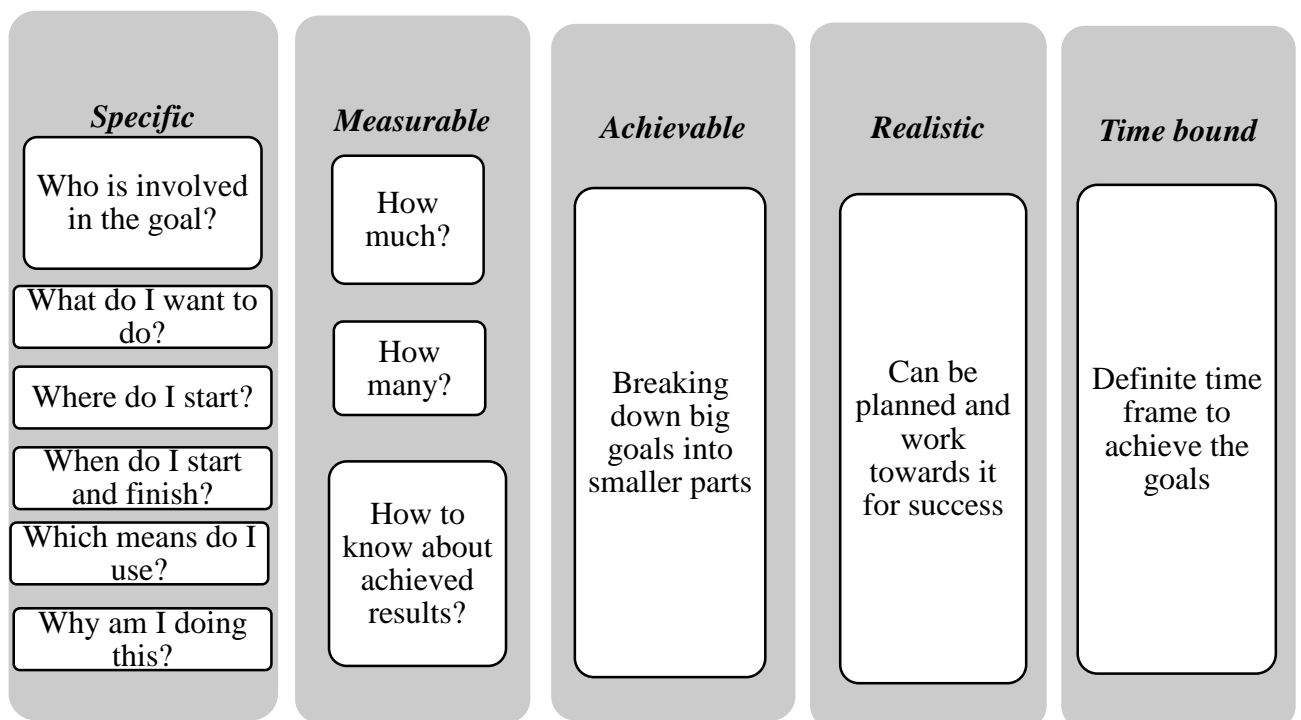 Specific
Who is involved
in the goal?
What do I want to
do?
Where do I start?
When do I start
and finish?
Which means do I
use?
Why am I doing
this?
Measurable
How
much?
How
many?
How to
know about
achieved
results?
Achievable
Breaking
down big
goals into
smaller parts
Realistic
Can be
planned and
work
towards it
for success
Time bound
Definite time
frame to
achieve the
goals